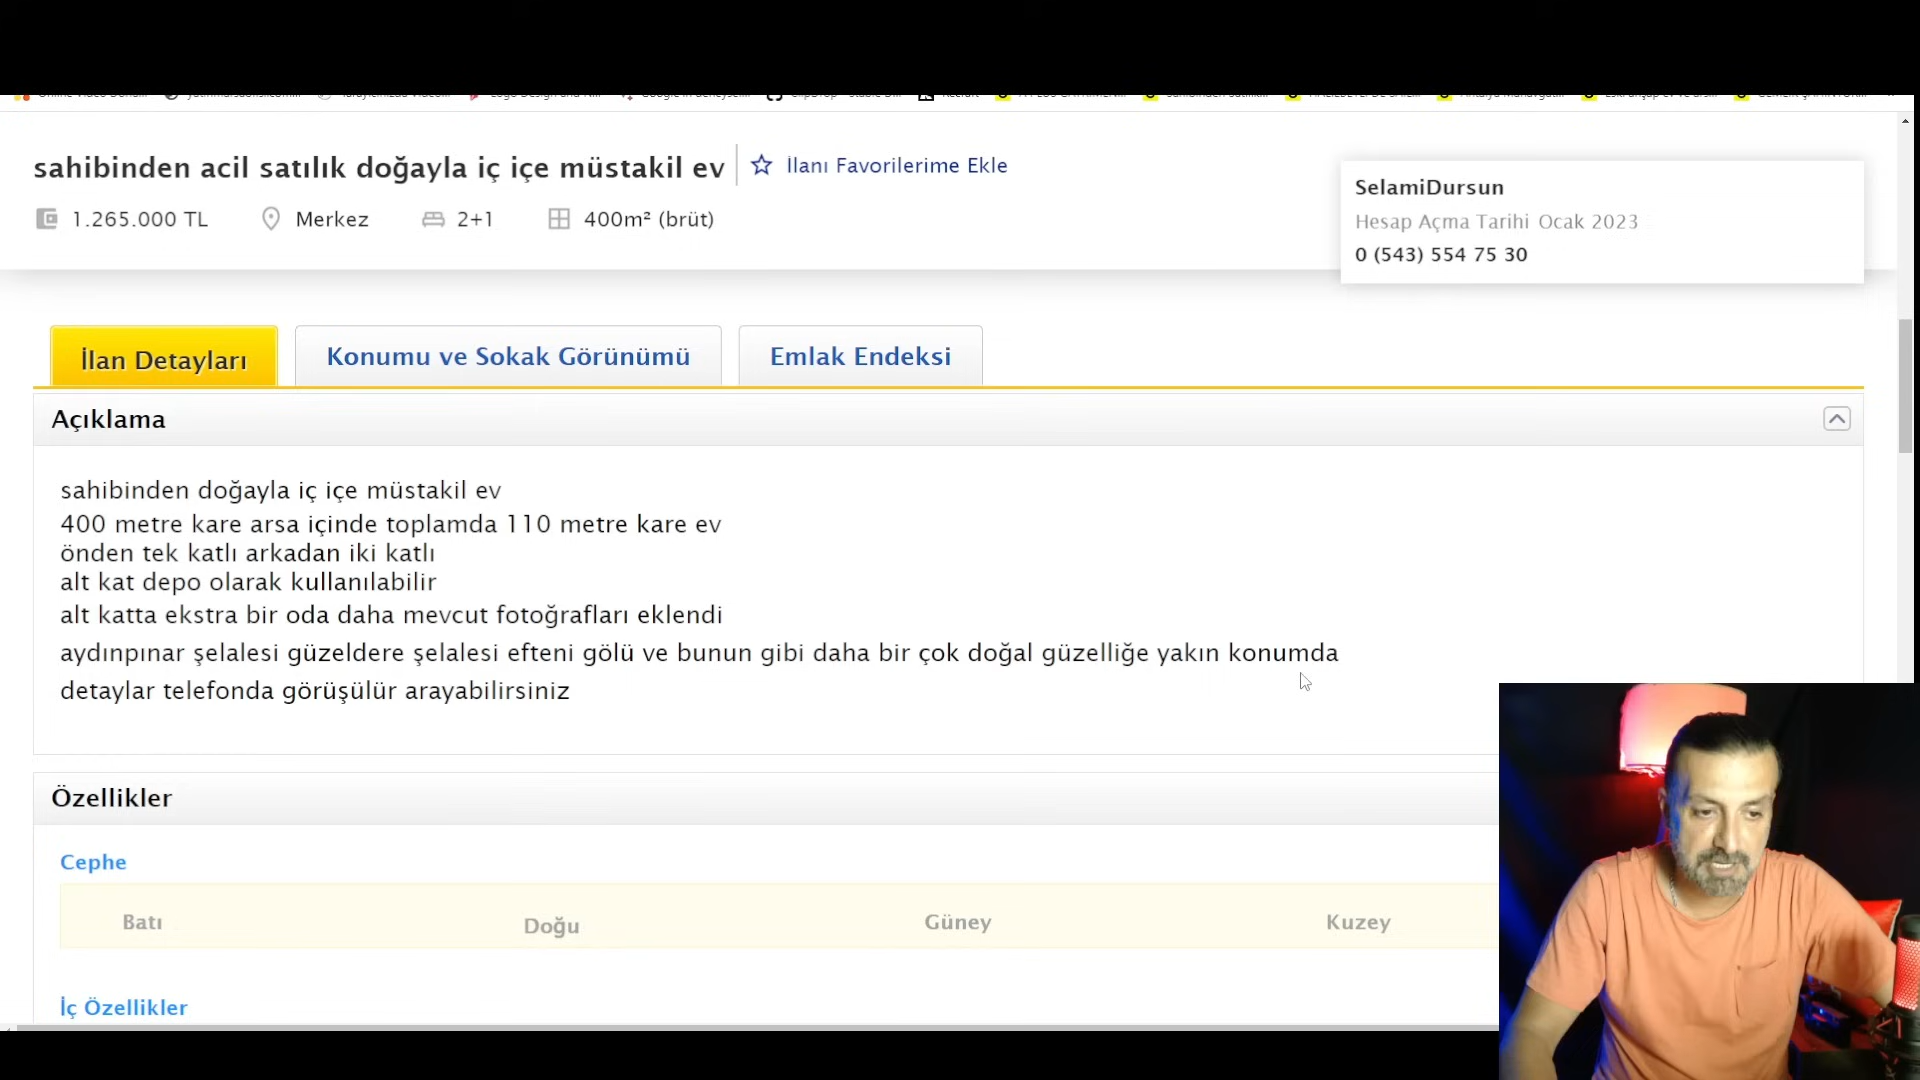 sahibinden acil satılık doğayla iç içe müstakil ev
İlanı Favorilerime Ekle
1.265.000 TL
Merkez
2+1
400m² (brüt)
SelamiDursun
Hesap Açma Tarihi Ocak 2023
0 (543) 554 75 30
İlan Detayları
Konumu ve Sokak Görünümü
Emlak Endeksi
Açıklama
sahibinden doğayla iç içe müstakil ev
400 metre kare arsa içinde toplamda 110 metre kare ev
önden tek katlı arkadan iki katlı
alt kat depo olarak kullanılabilir
alt katta ekstra bir oda daha mevcut fotoğrafları eklendi
aydınpınar şelalesi güzeldere şelalesi efteni gölü ve bunun gibi daha bir çok doğal güzelliğe yakın konumda
detaylar telefonda görüşülür arayabilirsiniz
Özellikler
Cephe
Batı
Doğu
Güney
Kuzey
İç Özellikler